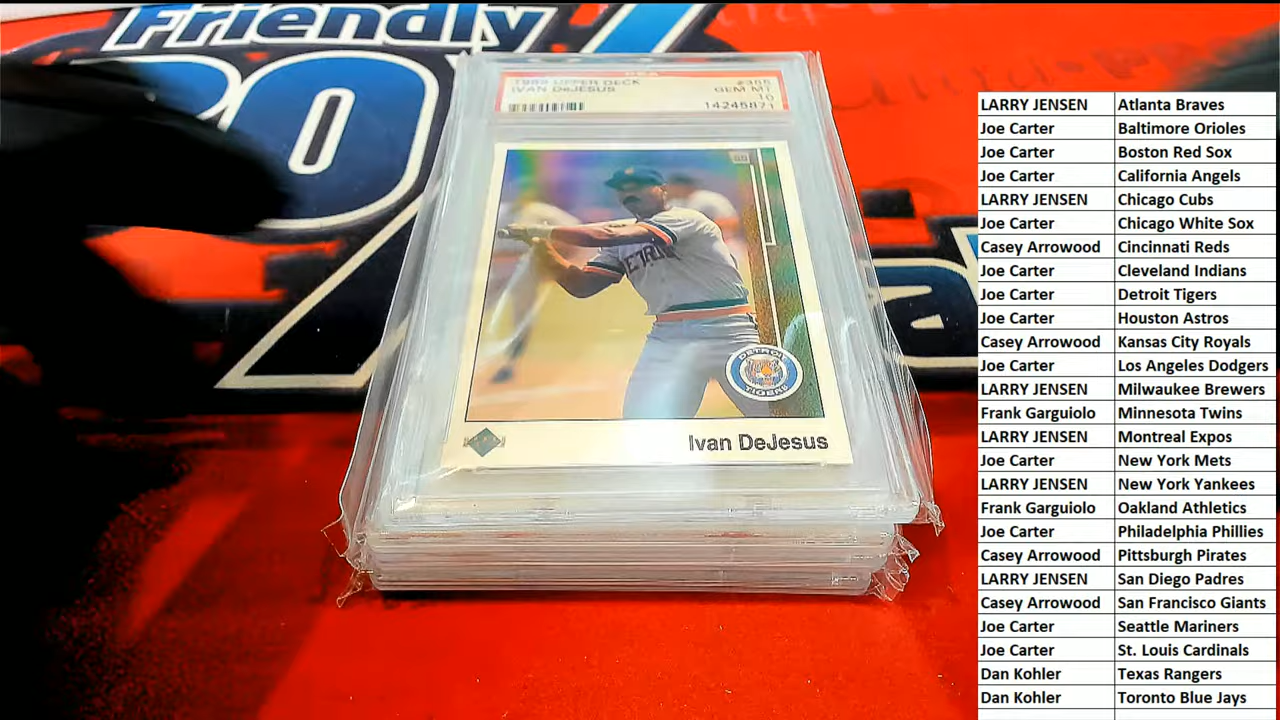 Friendly
PSA
1989 UPPER DECK #355
IVAN DeJESUS GEM MT
10
14245871
SS
DETROIT
DETROIT
TIGERS
Ivan DeJesus
LARRY JENSEN Atlanta Braves
Joe Carter Baltimore Orioles
Joe Carter Boston Red Sox
Joe Carter California Angels
LARRY JENSEN Chicago Cubs
Joe Carter Chicago White Sox
Casey Arrowood Cincinnati Reds
Joe Carter Cleveland Indians
Joe Carter Detroit Tigers
Joe Carter Houston Astros
Casey Arrowood Kansas City Royals
Joe Carter Los Angeles Dodgers
LARRY JENSEN Milwaukee Brewers
Frank Garguiolo Minnesota Twins
LARRY JENSEN Montreal Expos
Joe Carter New York Mets
LARRY JENSEN New York Yankees
Frank Garguiolo Oakland Athletics
Joe Carter Philadelphia Phillies
Casey Arrowood Pittsburgh Pirates
LARRY JENSEN San Diego Padres
Casey Arrowood San Francisco Giants
Joe Carter Seattle Mariners
Joe Carter St. Louis Cardinals
Dan Kohler Texas Rangers
Dan Kohler Toronto Blue Jays